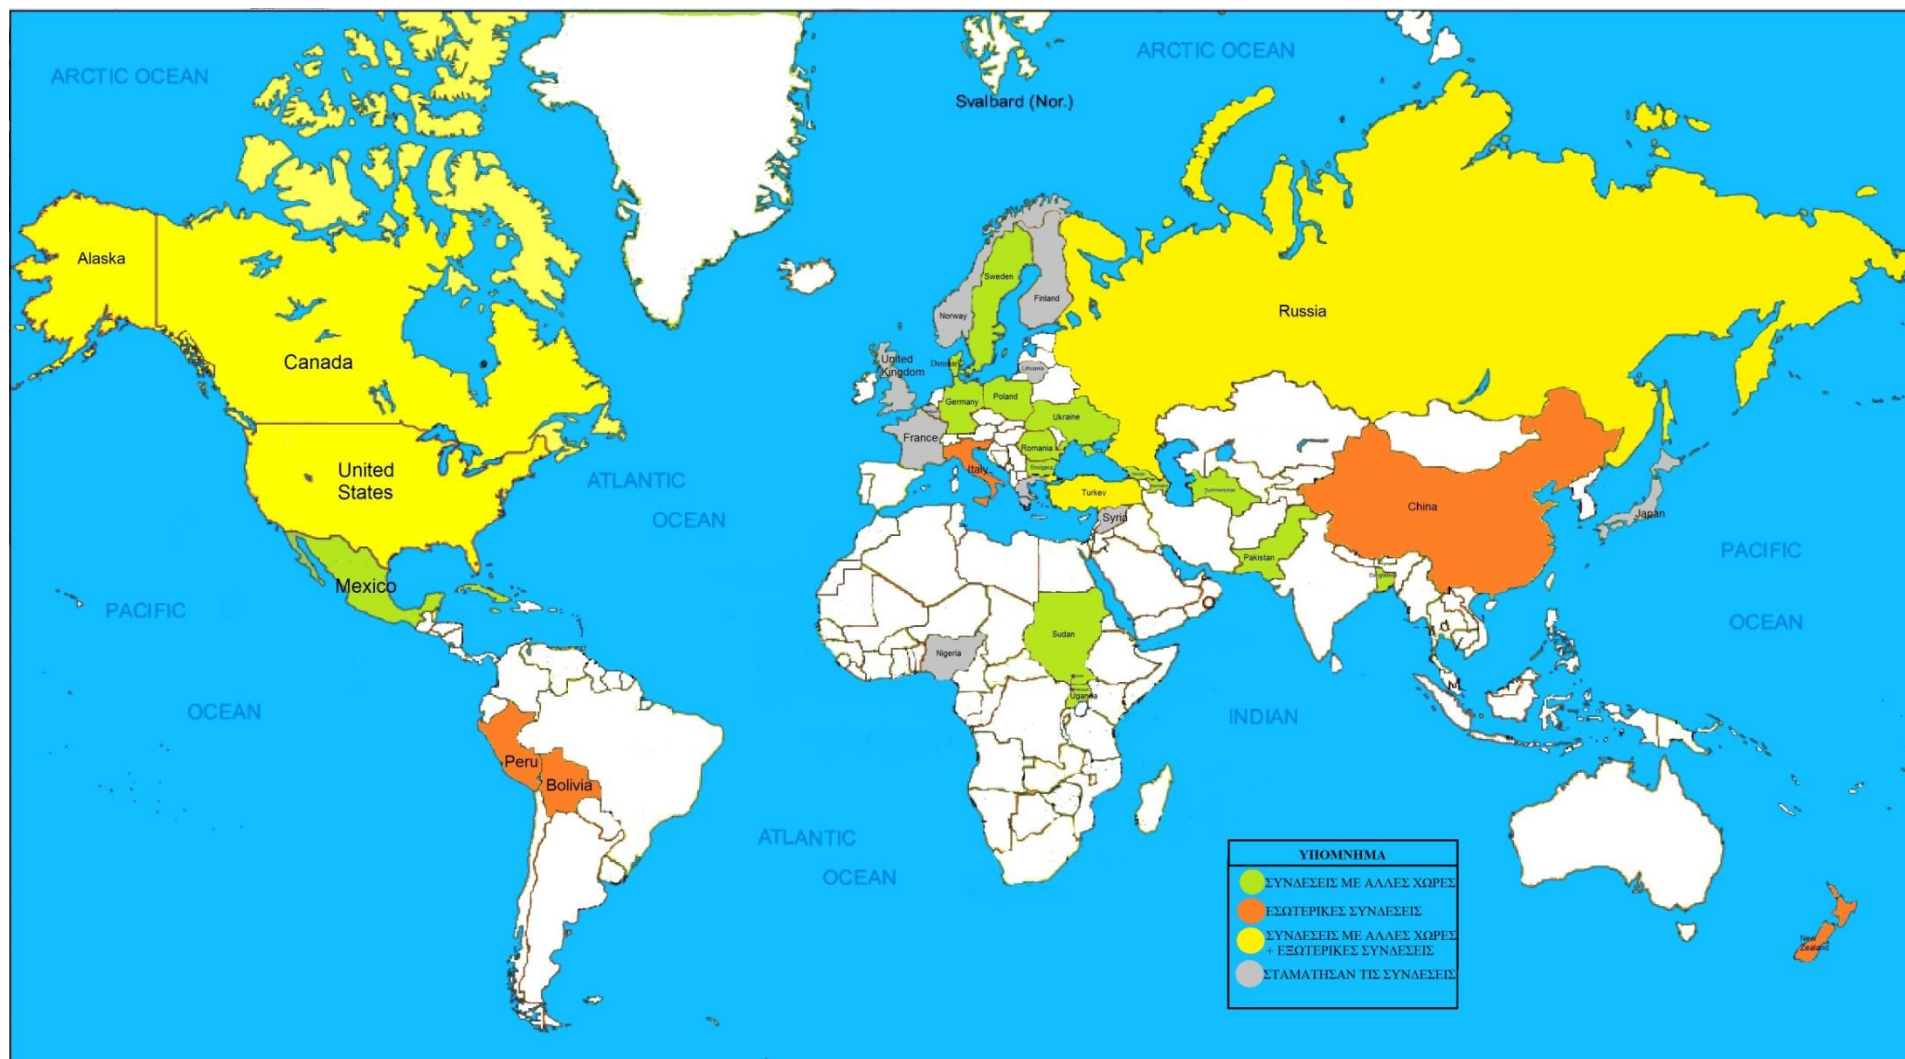 ARCTIC OCEAN
ARCTIC OCEAN
Svalbard (Nor.)
Alaska
Canada
United
States
Mexico
ATLANTIC
OCEAN
PACIFIC
OCEAN
Peru
Bolivia
ATLANTIC
OCEAN
Sweden
Norway
Finland
Russia
United
Kingdom
Lithuania
Germany
Poland
Ukraine
France
Romania
Italy
Turkey
Syria
Turkmenistan
Pakistan
China
Japan
Sudan
Nigeria
Uganda
INDIAN
PACIFIC
OCEAN
New
Zealand
ΥΠΟΜΝΗΜΑ
ΣΥΝΔΕΣΕΙΣ ΜΕ ΑΛΛΕΣ ΧΩΡΕΣ
ΕΣΩΤΕΡΙΚΕΣ ΣΥΝΔΕΣΕΙΣ
ΣΥΝΔΕΣΕΙΣ ΜΕ ΑΛΛΕΣ ΧΩΡΕΣ
+ ΕΞΩΤΕΡΙΚΕΣ ΣΥΝΔΕΣΕΙΣ
ΣΤΑΜΑΤΗΣΑΝ ΤΙΣ ΣΥΝΔΕΣΕΙΣ